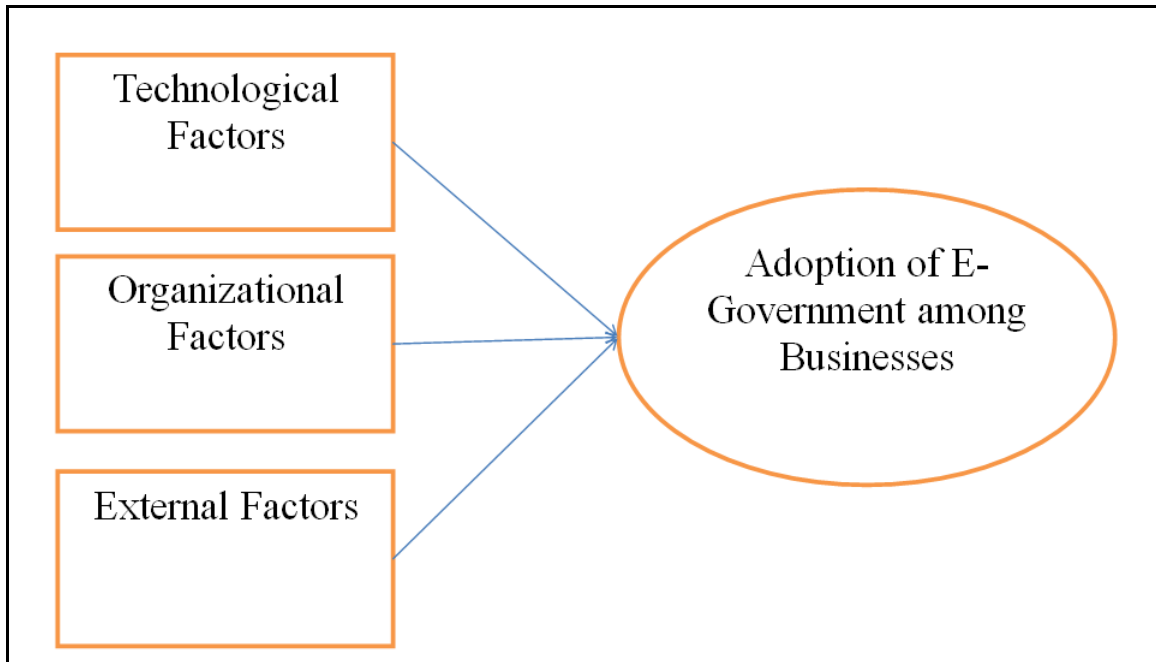 Technological
Factors
Organizational
Factors
External Factors
Adoption of E-
Government among
Businesses